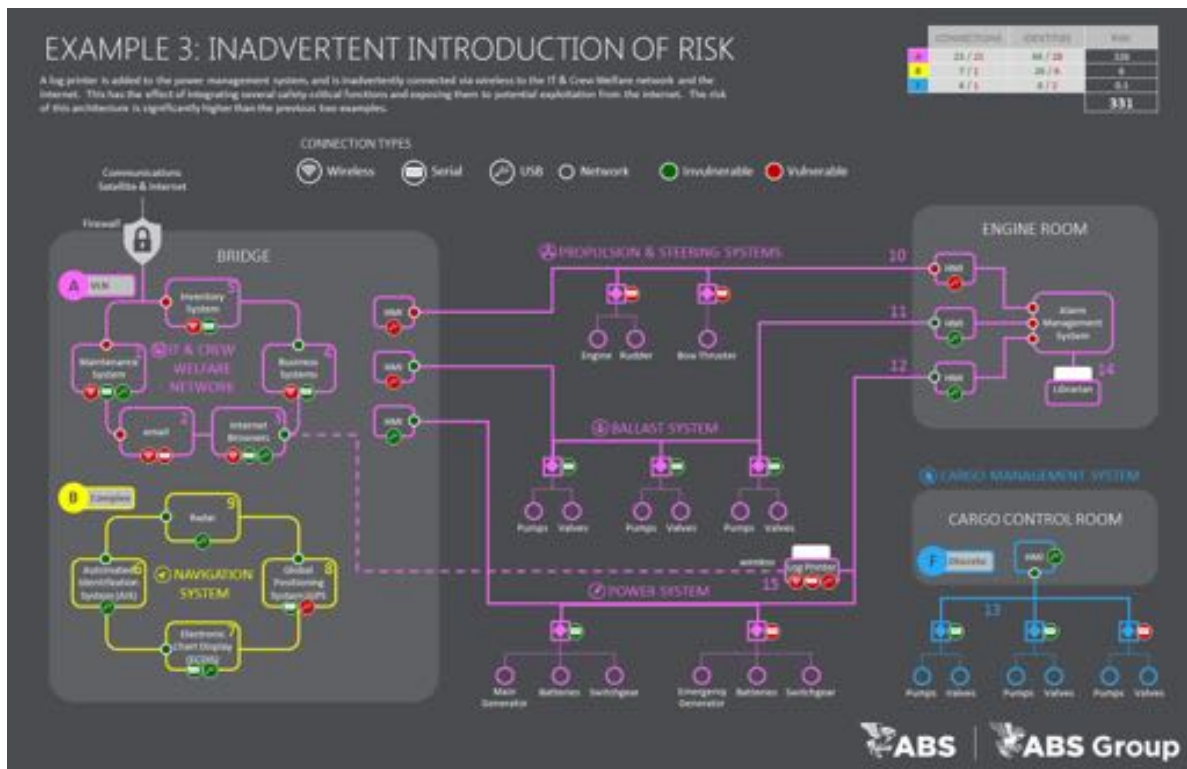 EXAMPLE 3: INADVERTENT INTRODUCTION OF RISK
A log printer is added to the power management system, and is inadvertently connected via wireless to the IT & Crew Welfare network and the
internet. This has the effect of integrating several safety critical functions and exposing them to potential exploitation from the internet. The risk
of this architecture is significantly higher than the previous two examples.
CONNECTIONS IDENTITIES RISK
331
CONNECTION TYPES
Wireless Serial USB Network Invulnerable Vulnerable
Communications
Satellite & Internet
Firewall
BRIDGE
A
Inventory
System
5
Maintenance
System
IT & CREW
WELFARE
NETWORK
Business
Systems
4
email
2
Internet
Browsers
HMI
HMI
HMI
B Complex
Radar
9
Automated
Identification
System (AIS)
NAVIGATION
SYSTEM
Global
Positioning
System (GPS
8
Electronic
Chart Display
(ECDIS)
7
PROPULSION & STEERING SYSTEMS
10
Engine Rudder Bow Thruster
11
BALLAST SYSTEM
12
Pumps Valves Pumps Valves Pumps Valves
wireless
Log Printer
15
POWER SYSTEM
Main
Generator
Batteries Switchgear
Emergency
Generator
Batteries Switchgear
ENGINE ROOM
HMI
HMI
HMI
Alarm
Management
System
14
Librarian
CARGO MANAGEMENT SYSTEM
CARGO CONTROL ROOM
F Discrete
HMI
13
Pumps Valves Pumps Valves Pumps Valves
ABS ABS Group